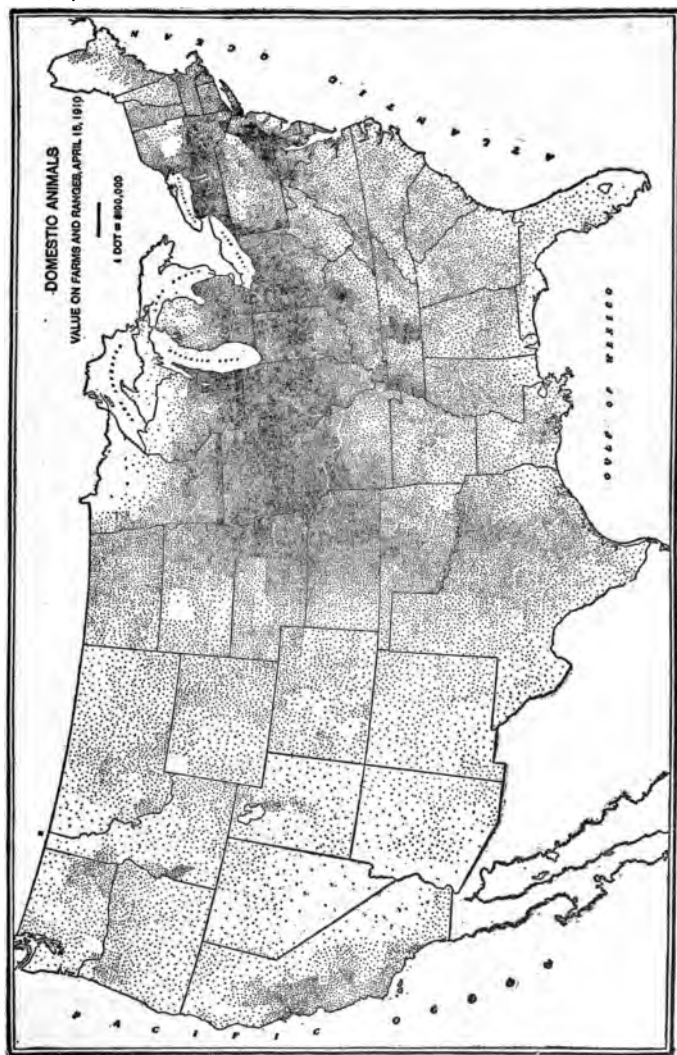 DOMESTIC ANIMALS
VALUE ON FARMS AND RANGES, APRIL 15, 1910
1 DOT = $100,000
ATLANTIC OCEAN
GULF OF MEXICO
PACIFIC OCEAN